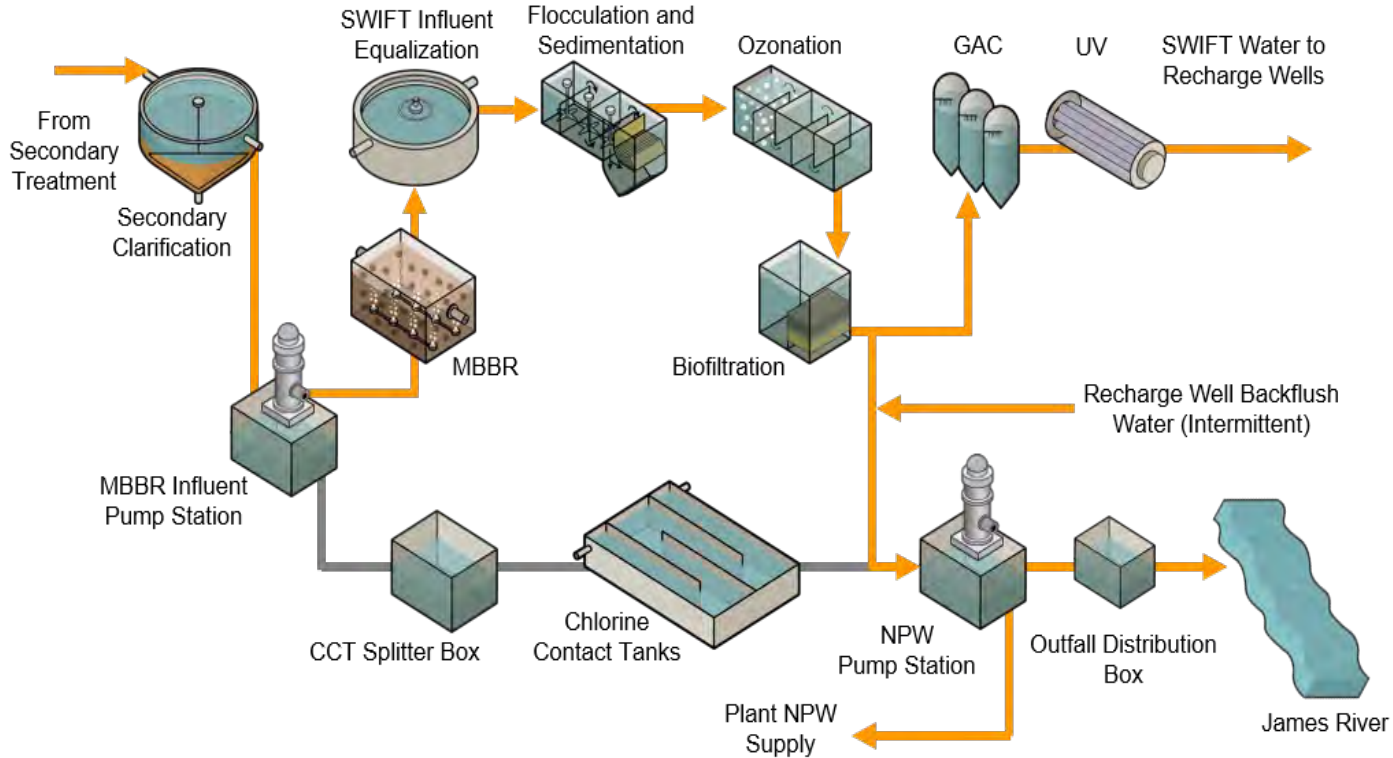 SWIFT Influent
Equalization
Flocculation and
Sedimentation
Ozonation
GAC
UV
SWIFT Water to
Recharge Wells
From
Secondary
Treatment
Secondary
Clarification
MBBR
Biofiltration
Recharge Well Backflush
Water (Intermittent)
MBBR Influent
Pump Station
CCT Splitter Box
Chlorine
Contact Tanks
NPW
Pump Station
Outfall Distribution
Box
James River
Plant NPW
Supply